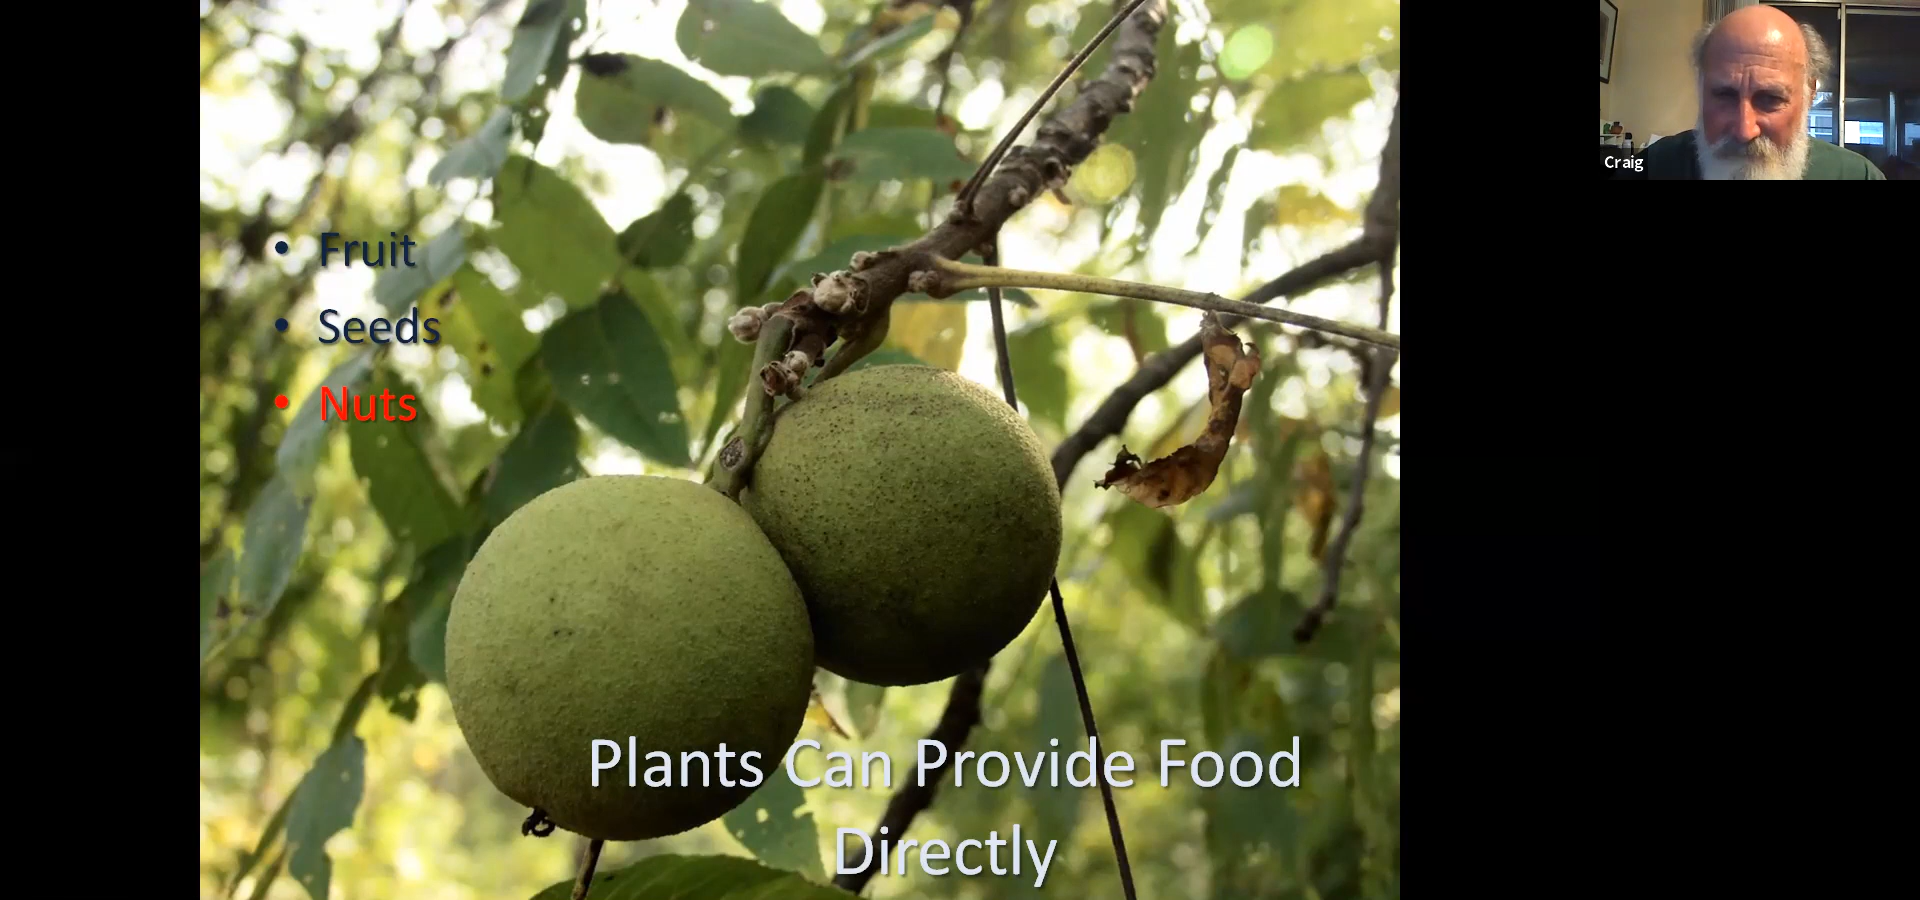 • Fruit
• Seeds
• Nuts
Plants Can Provide Food
Directly
Craig